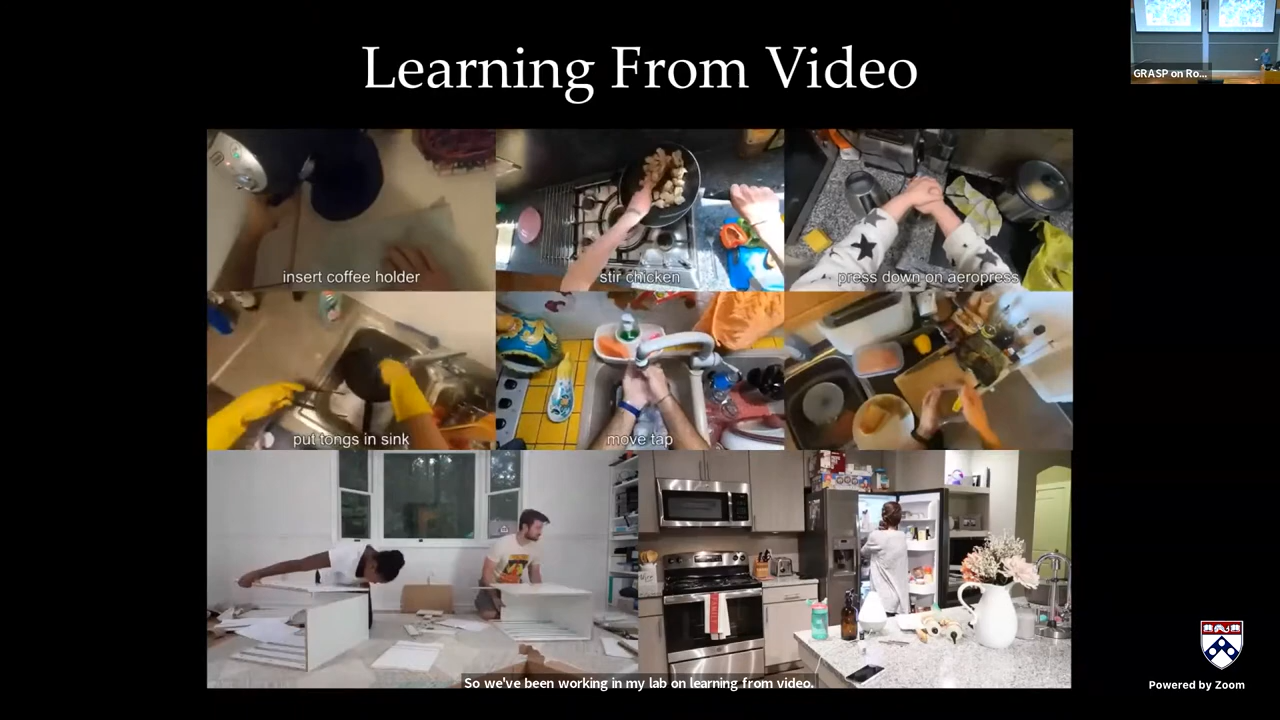 Learning From Video
GRASP on Ro...
insert coffee holder
stir chicken
press down on aeropress
put tongs in sink
move tap
So we've been working in my lab on learning from video.
Powered by Zoom